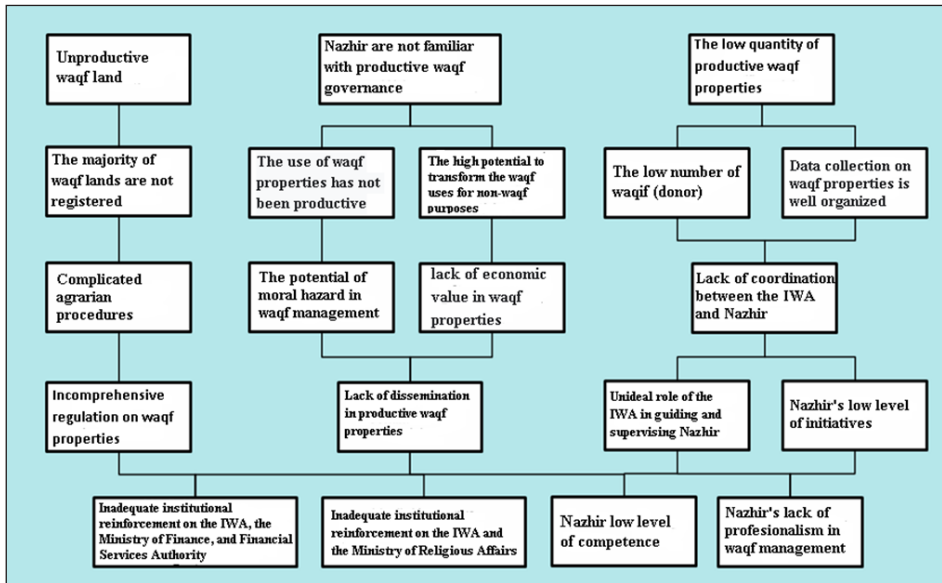 Unproductive
waqf land
Nazhir are not familiar
with productive waqf
governance
The low quantity of
productive waqf
properties
The majority of
waqf lands are not
registered
The use of waqf
properties has not
been productive
The high potential to
transform the waqf
uses for non-waqf
purposes
The low number of
waqif (donor)
Data collection on
waqf properties is
well organized
Complicated
agrarian
procedures
The potential of
moral hazard in
waqf management
lack of economic
value in waqf
properties
Lack of coordination
between the IWA
and Nazhir
Incomprehensive
regulation on waqf
properties
Lack of dissemination
in productive waqf
properties
Unideal role of the
IWA in guiding and
supervising Nazhir
Nazhir's low level
of initiatives
Inadequate institutional
reinforcement on the IWA, the
Ministry of Finance, and Financial
Services Authority
Inadequate institutional
reinforcement on the IWA and
the Ministry of Religious Affairs
Nazhir low level
of competence
Nazhir's lack of
profesionalism in
waqf management